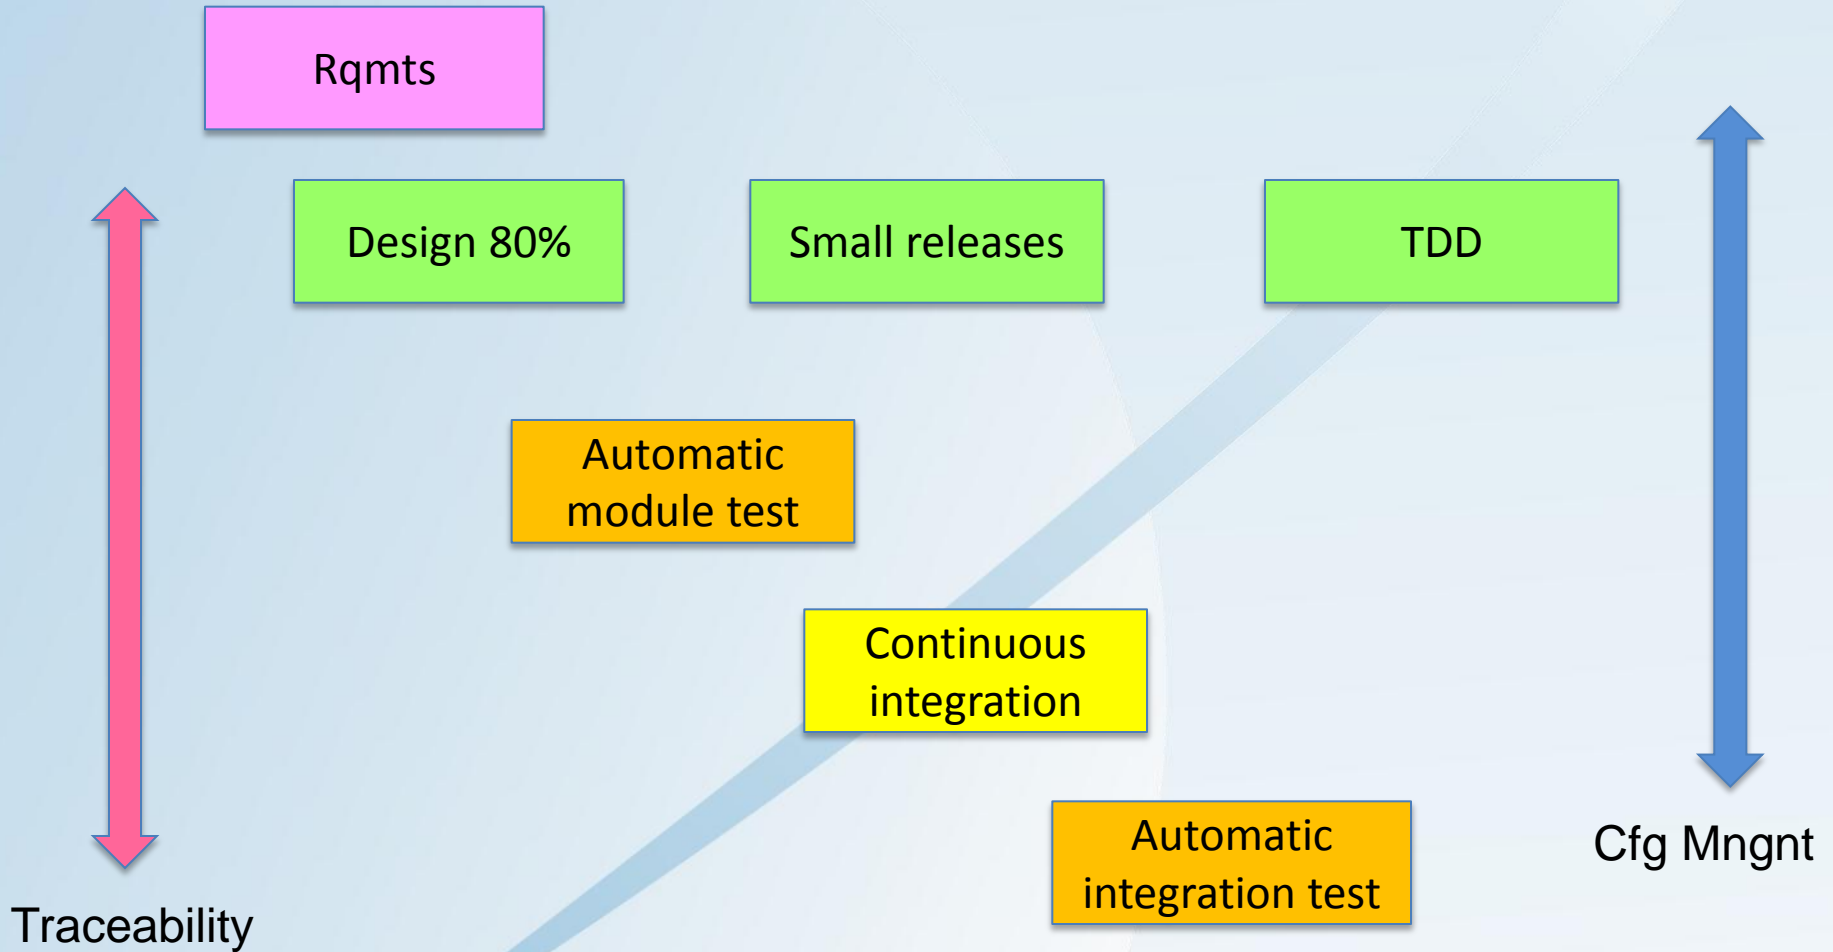 Rqmts
Design 80%
Small releases
TDD
Automatic
module test
Continuous
integration
Automatic
integration test
Cfg Mngnt
Traceability